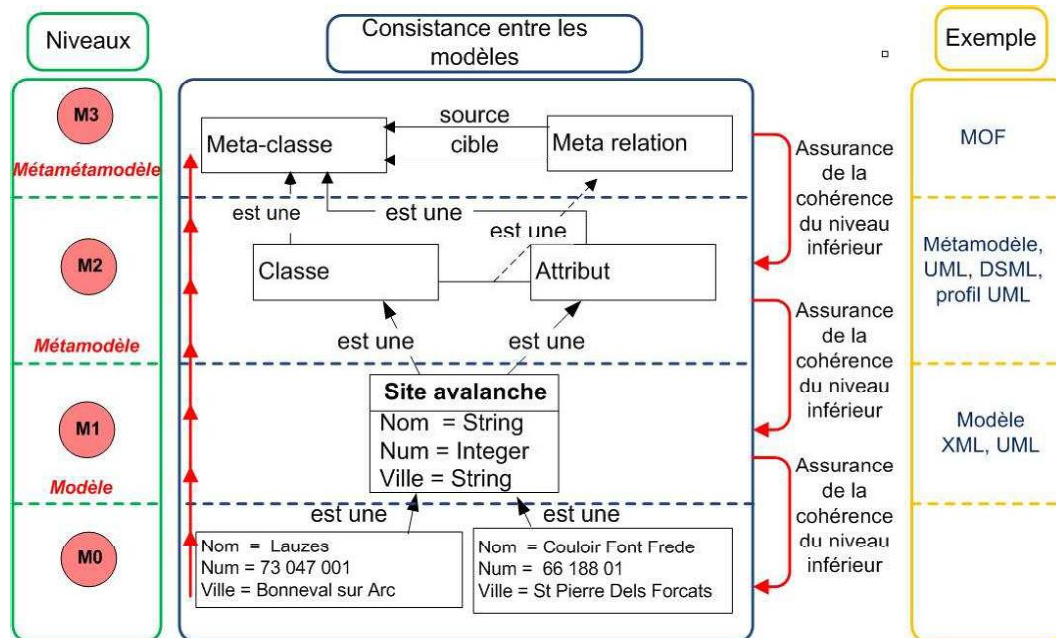 Niveaux
Consistance entre les
modèles
Exemple
M3
Métamétamodèle
M2
Métamodèle
M1
Modèle
M0
Meta-classe
source
cible
Meta relation
est une
est une
est une
Classe
Attribut
est une
est une
Site avalanche
Nom = String
Num = Integer
Ville = String
est une
est une
Nom = Lauzes
Num = 73 047 001
Ville = Bonneval sur Arc
Nom = Couloir Font Frede
Num = 66 188 01
Ville = St Pierre Dels Forcats
Assurance
de la
cohérence
du niveau
inférieur
Assurance
de la
cohérence
du niveau
inférieur
Assurance
de la
cohérence
du niveau
inférieur
MOF
Métamodèle,
UML, DSML,
profil UML
Modèle
XML, UML